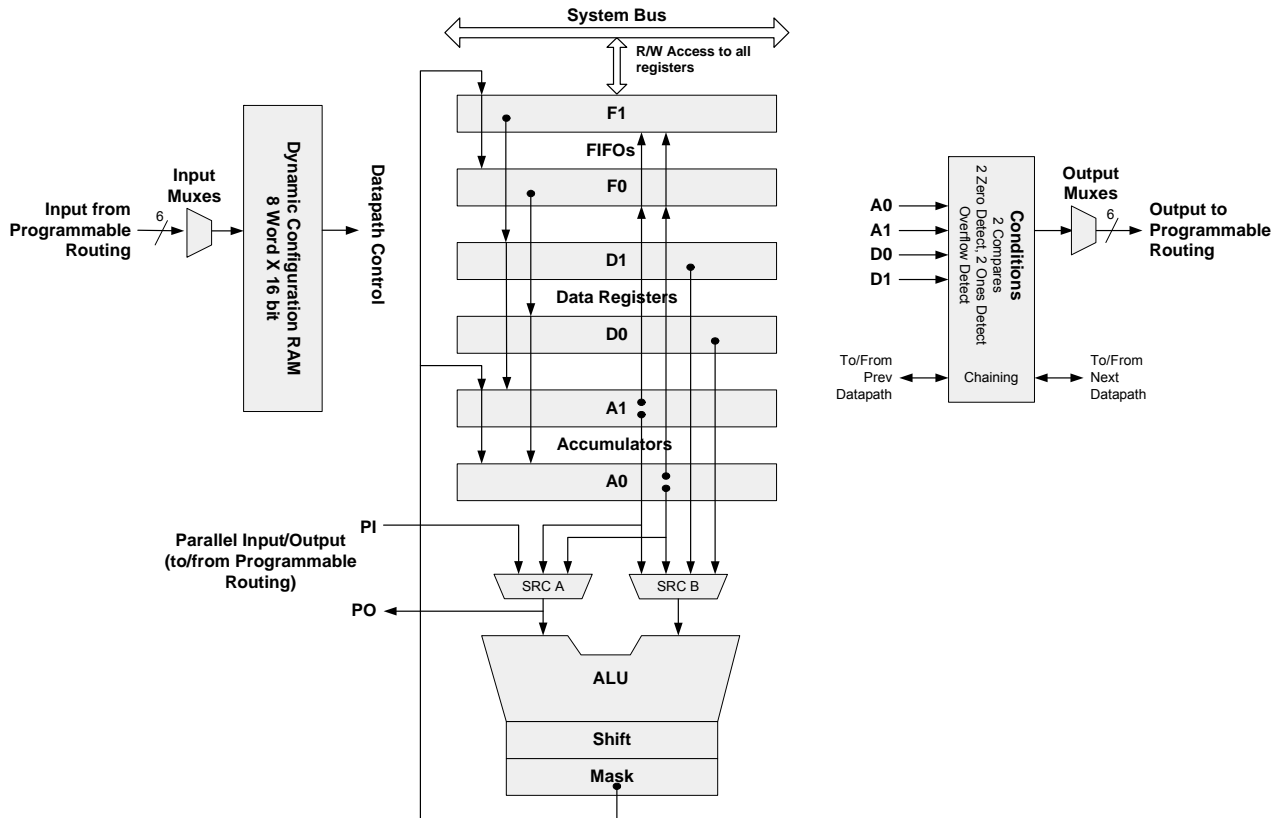 System Bus
R/W Access to all
registers
F1
FIFOs
F0
D1
Data Registers
D0
A1
Accumulators
A0
Input from
Programmable
Routing
6
Input
Muxes
Dynamic Configuration RAM
8 Word X 16 bit
Datapath Control
PI
Parallel Input/Output
(to/from Programmable
Routing)
PO
SRC A
SRC B
ALU
Shift
Mask
A0
A1
D0
D1
Conditions
2 Compares
2 Zero Detect, 2 Ones Detect
Overflow Detect
Chaining
To/From
Prev
Datapath
To/From
Next
Datapath
Output
Muxes
6
Output to
Programmable
Routing